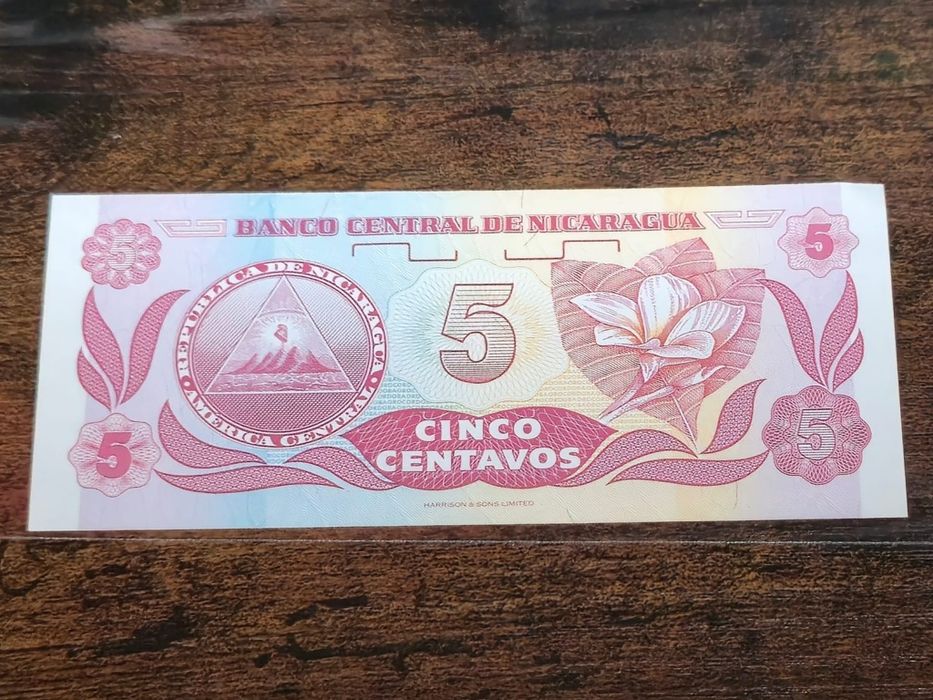 BANCO CENTRAL DE NICARAGUA
5
5
REPUBLICA DE NICARAGUA
AMERICA CENTRAL
5
CINCO
CENTAVOS
5
5
HARRISON & SONS LIMITED